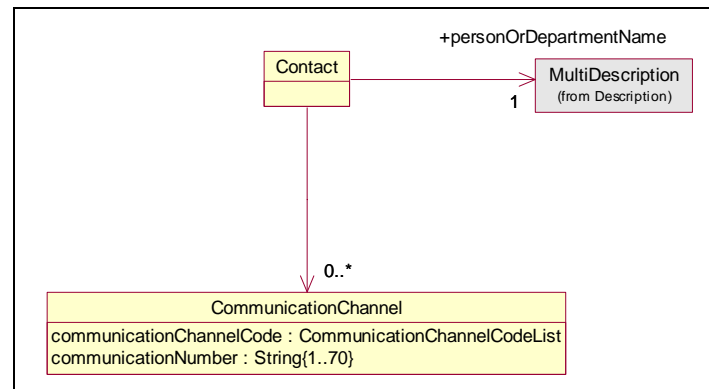 +personOrDepartmentName
Contact
MultiDescription
(from Description)
1
0..*
CommunicationChannel
communicationChannelCode : CommunicationChannelCodeList
communicationNumber : String{1..70}